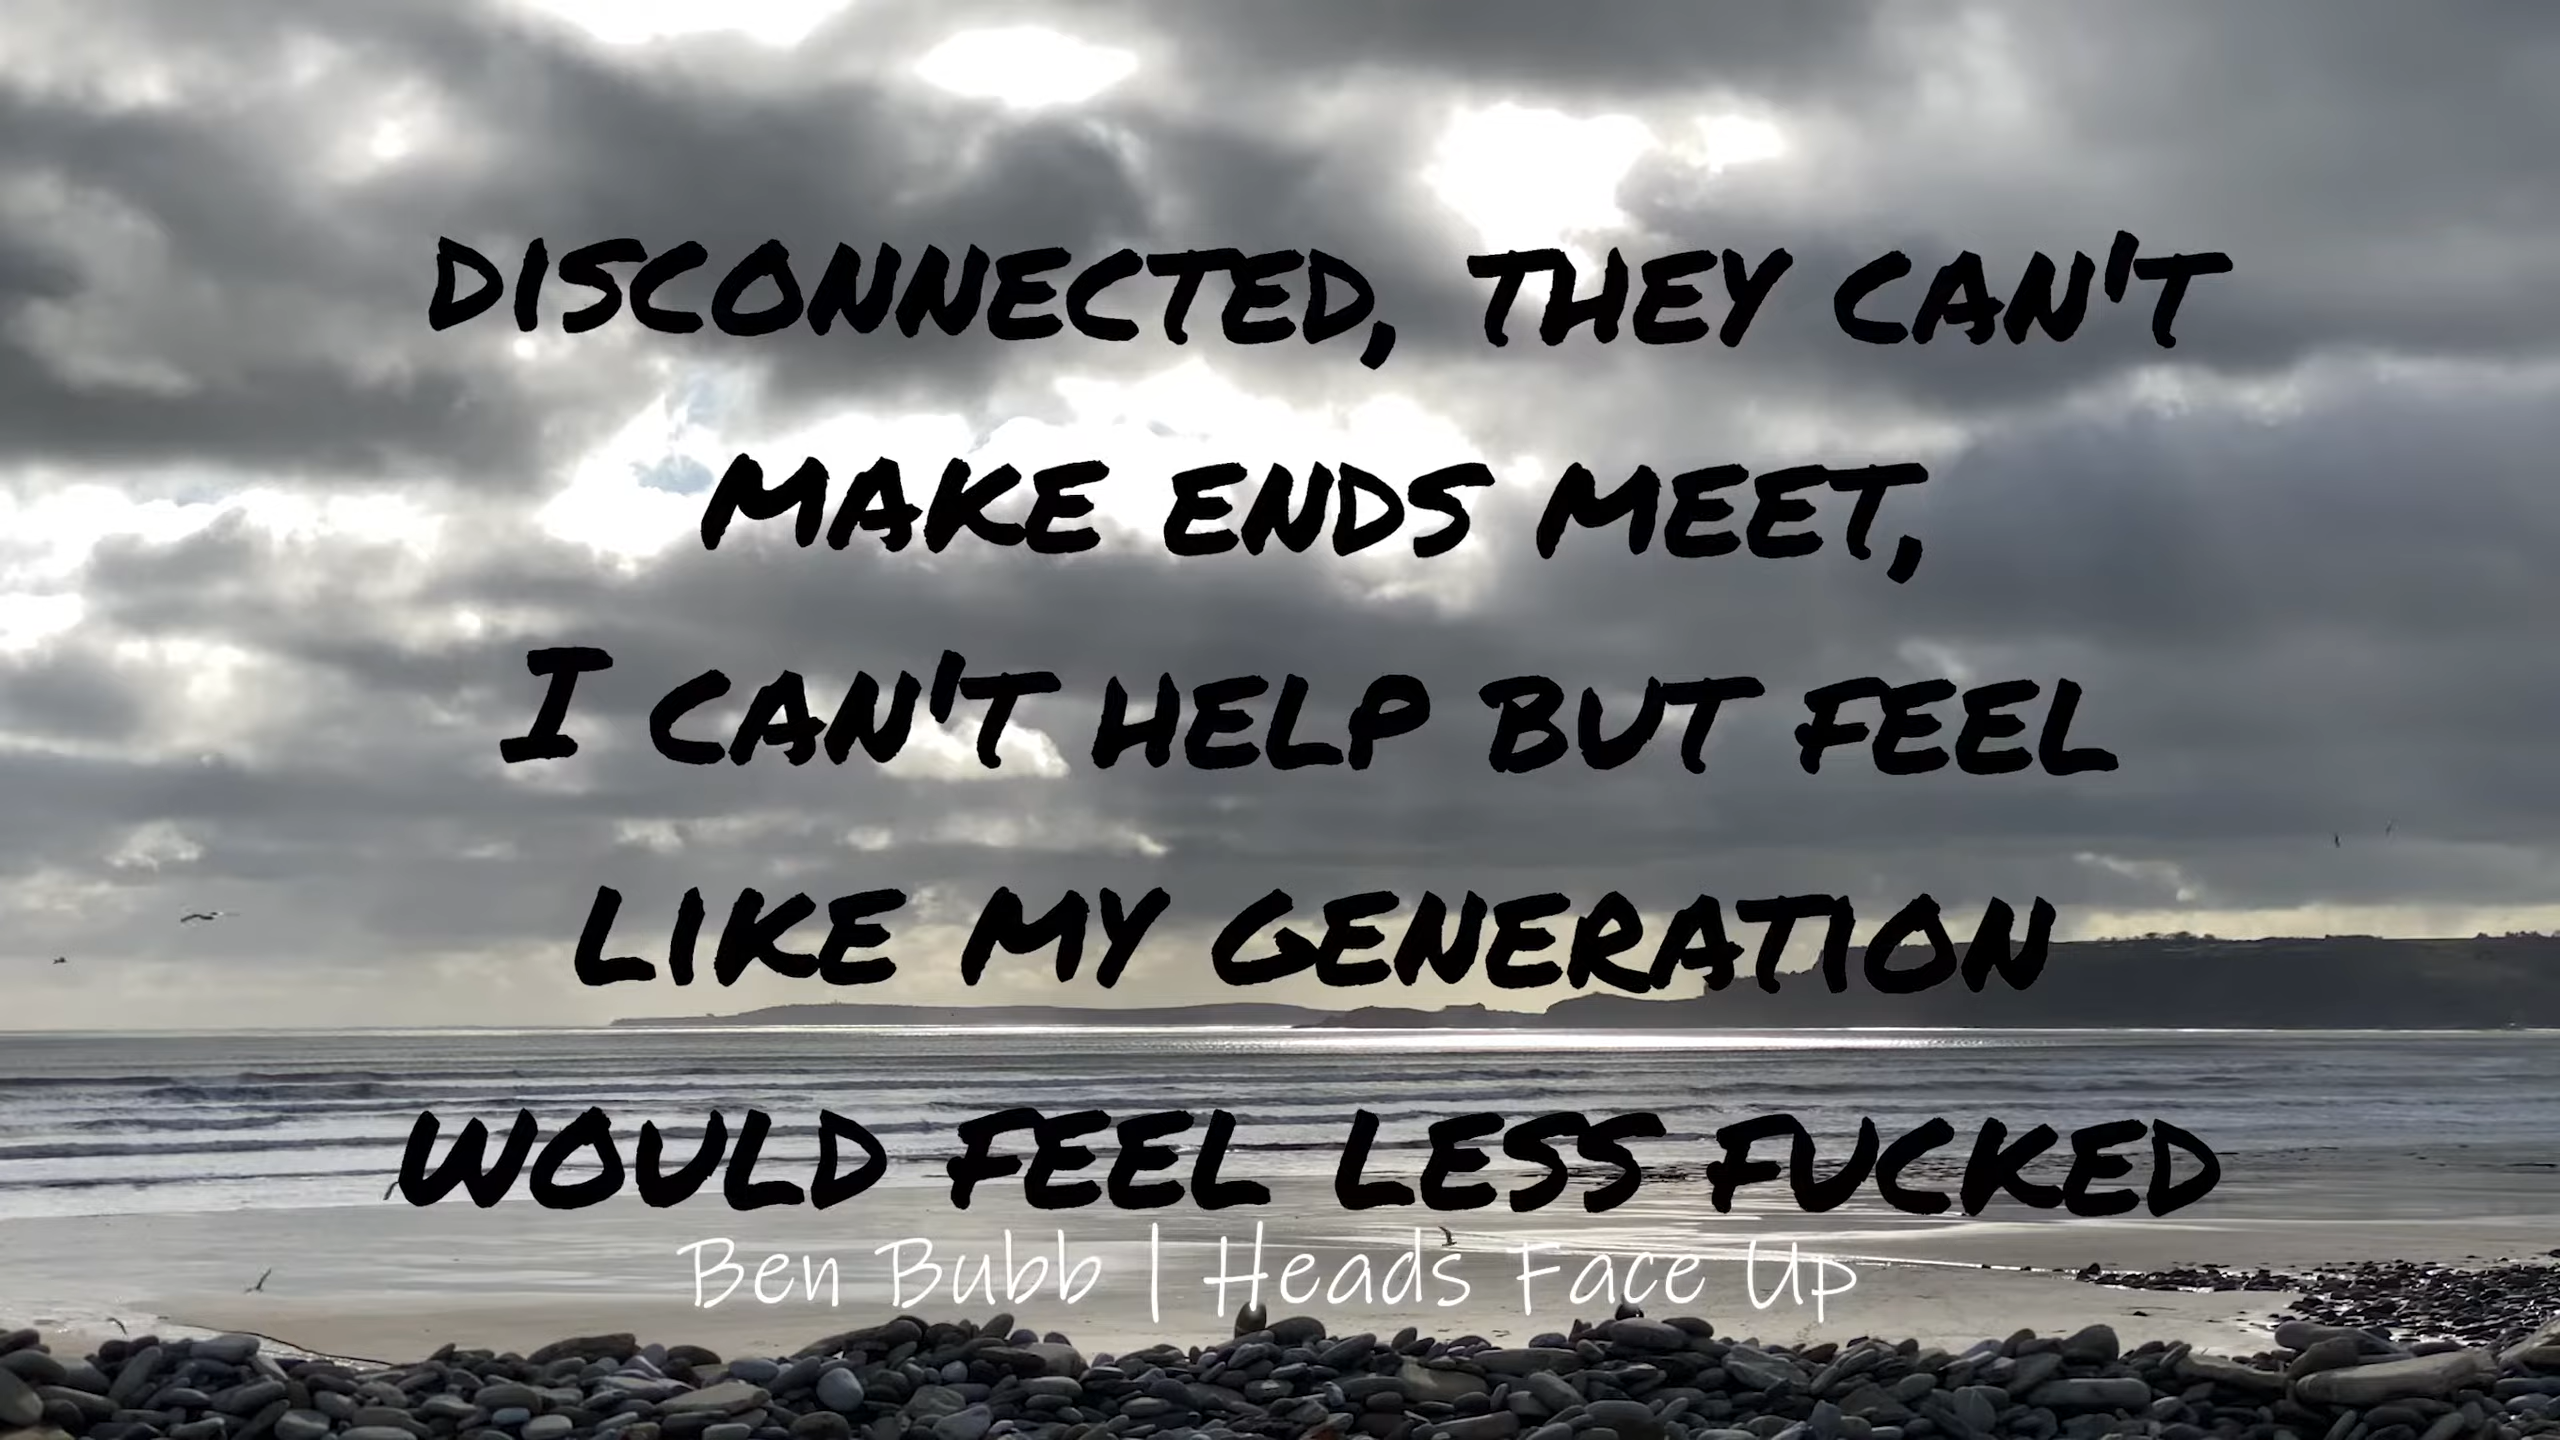 DISCONNECTED, THEY CAN'T
MAKE ENDS MEET,
I CAN'T HELP BUT FEEL
LIKE MY GENERATION
WOULD FEEL LESS FUCKED
Ben Bubb | Heads Face Up